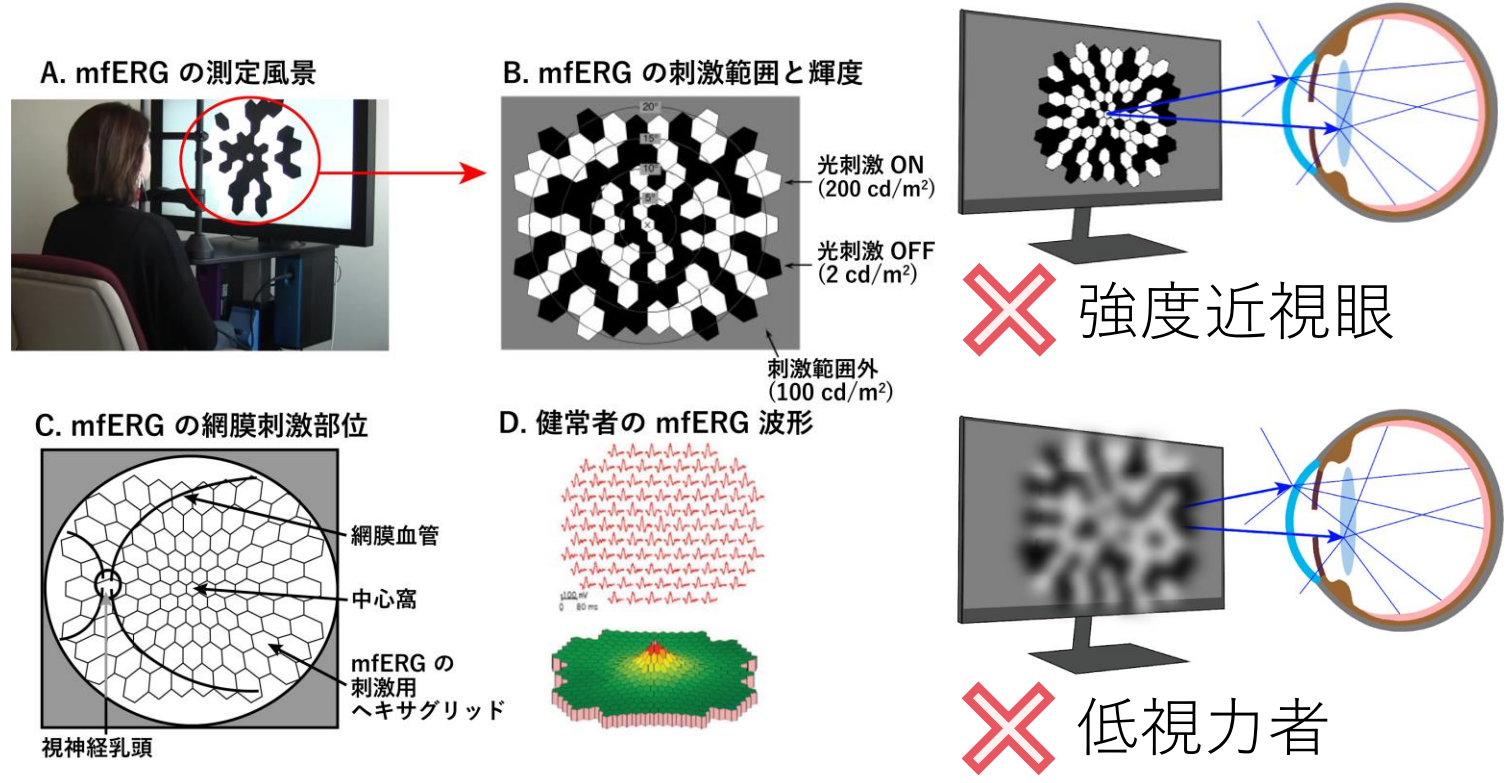 A. mfERG の測定風景
B. mfERG の刺激範囲と輝度
20°
15°
10°
5°
光刺激 ON
(200 cd/m²)
光刺激 OFF
(2 cd/m²)
刺激範囲外
(100 cd/m²)
強度近視眼
C. mfERG の網膜刺激部位
網膜血管
中心窩
mfERG の
刺激用
ヘキサグリッド
視神経乳頭
D. 健常者の mfERG 波形
100 mV
0 80 ms
低視力者